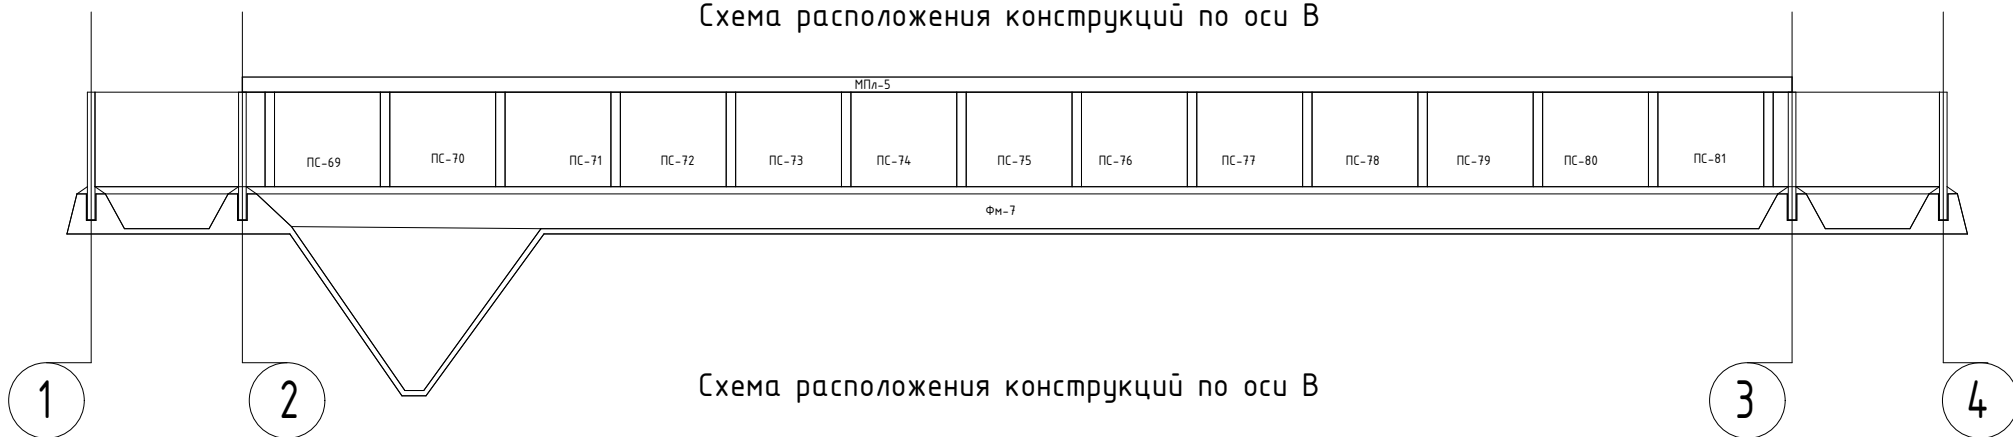 Схема расположения конструкций по оси В
МПл-5
ПС-69 ПС-70 ПС-71 ПС-72 ПС-73 ПС-74 ПС-75 ПС-76 ПС-77 ПС-78 ПС-79 ПС-80 ПС-81
Фм-7
Схема расположения конструкций по оси В
1 2 3 4